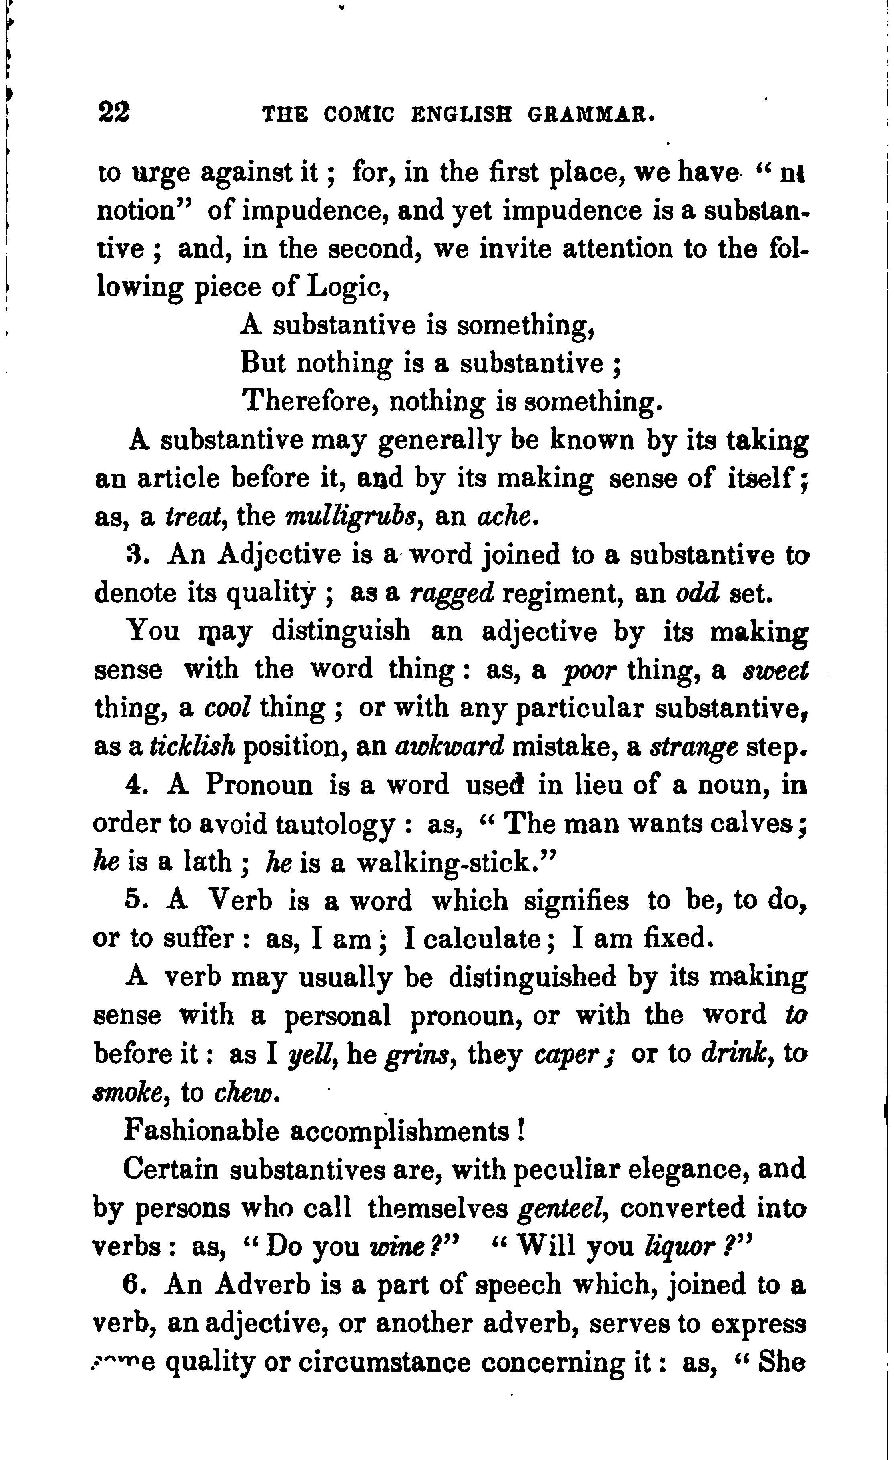 22 THE COMIC ENGLISH GRAMMAR.
to urge against it ; for, in the first place, we have “
notion” of impudence, and yet impudence is a substan-
tive ; and, in the second, we invite attention to the fol-
lowing piece of Logic,
A substantive is something,
But nothing is a substantive ;
Therefore, nothing is something.
A substantive may generally be known by its taking
an article before it, and by its making sense of itself ;
as, a treat, the mulligrubs, an ache.
3. An Adjective is a word joined to a substantive to
denote its quality ; as a ragged regiment, an odd set.
You may distinguish an adjective by its making
sense with the word thing : as, a poor thing, a sweet
thing, a cool thing ; or with any particular substantive,
as a ticklish position, an awkward mistake, a strange step.
4. A Pronoun is a word used in lieu of a noun, in
order to avoid tautology : as, “ The man wants calves ;
he is a lath ; he is a walking-stick.”
5. A Verb is a word which signifies to be, to do,
or to suffer : as, I am ; I calculate ; I am fixed.
A verb may usually be distinguished by its making
sense with a personal pronoun, or with the word to
before it : as I yell, he grins, they caper ; or to drink, to
smoke, to chew.
Fashionable accomplishments !
Certain substantives are, with peculiar elegance, and
by persons who call themselves genteel, converted into
verbs : as, “ Do you wine ?” “ Will you liquor ?”
6. An Adverb is a part of speech which, joined to a
verb, an adjective, or another adverb, serves to express
quality or circumstance concerning it : as, “ She